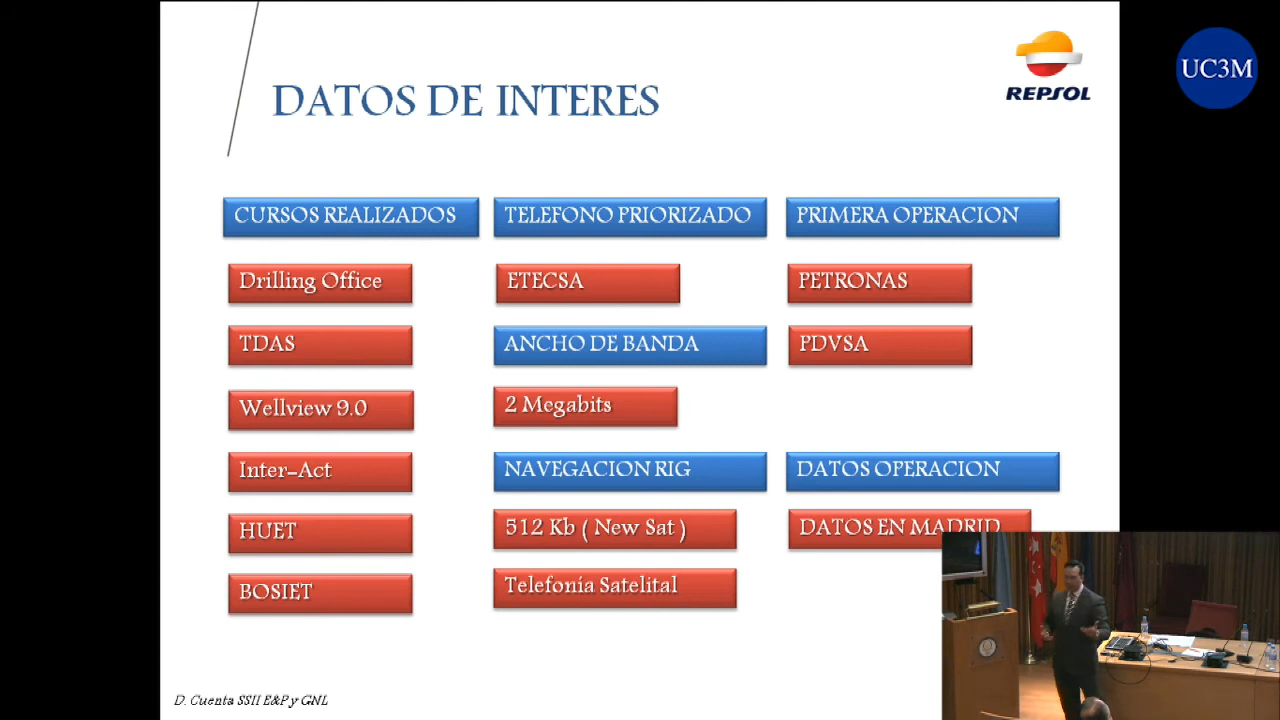 DATOS DE INTERES
REPSOL
UC3M
CURSOS REALIZADOS
Drilling Office
TDAS
Wellview 9.0
Inter-Act
HUET
BOSIET
TELEFONO PRIORIZADO
ETECSA
ANCHO DE BANDA
2 Megabits
NAVEGACION RIG
512 Kb ( New Sat )
Telefonía Satelital
PRIMERA OPERACION
PETRONAS
PDVSA
DATOS OPERACION
DATOS EN MADRID
D. Cuenta SSII E&P y GNL